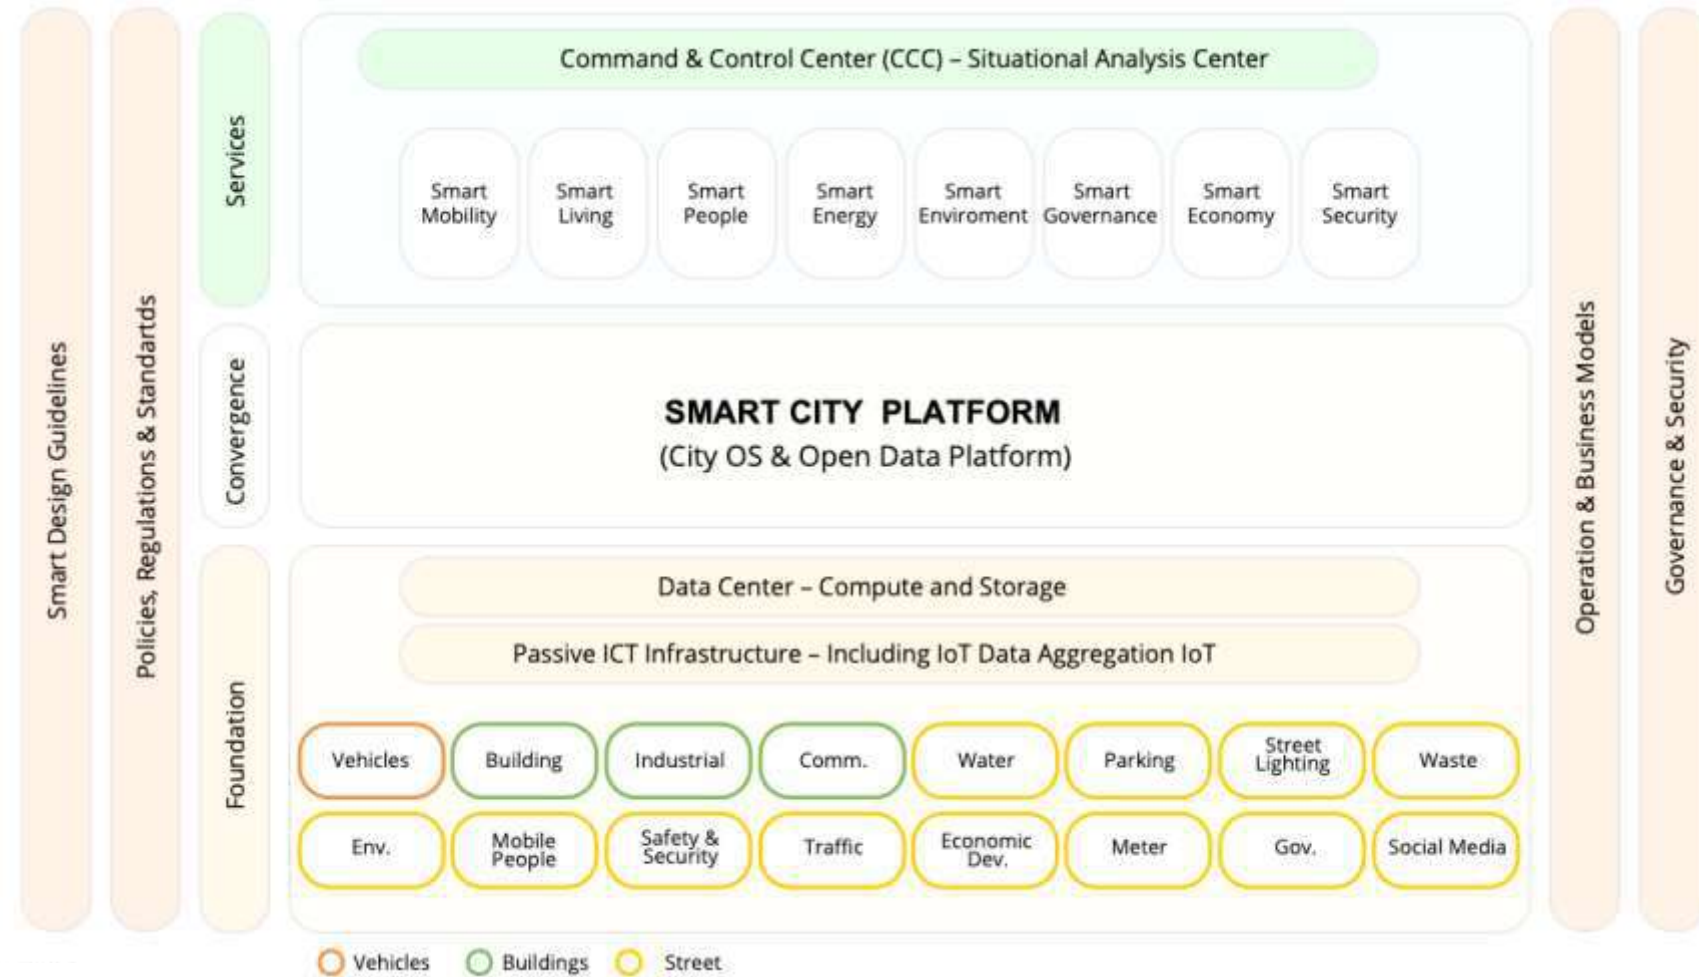 Smart Design Guidelines
Policies, Regulations & Standartds
Services
Command & Control Center (CCC) – Situational Analysis Center
Smart
Mobility
Smart
Living
Smart
People
Smart
Energy
Smart
Enviroment
Smart
Governance
Smart
Economy
Smart
Security
Convergence
SMART CITY PLATFORM
(City OS & Open Data Platform)
Foundation
Data Center – Compute and Storage
Passive ICT Infrastructure – Including IoT Data Aggregation IoT
Vehicles
Building
Industrial
Comm.
Water
Parking
Street
Lighting
Waste
Env.
Mobile
People
Safety &
Security
Traffic
Economic
Dev.
Meter
Gov.
Social Media
Operation & Business Models
Governance & Security
Vehicles
Buildings
Street